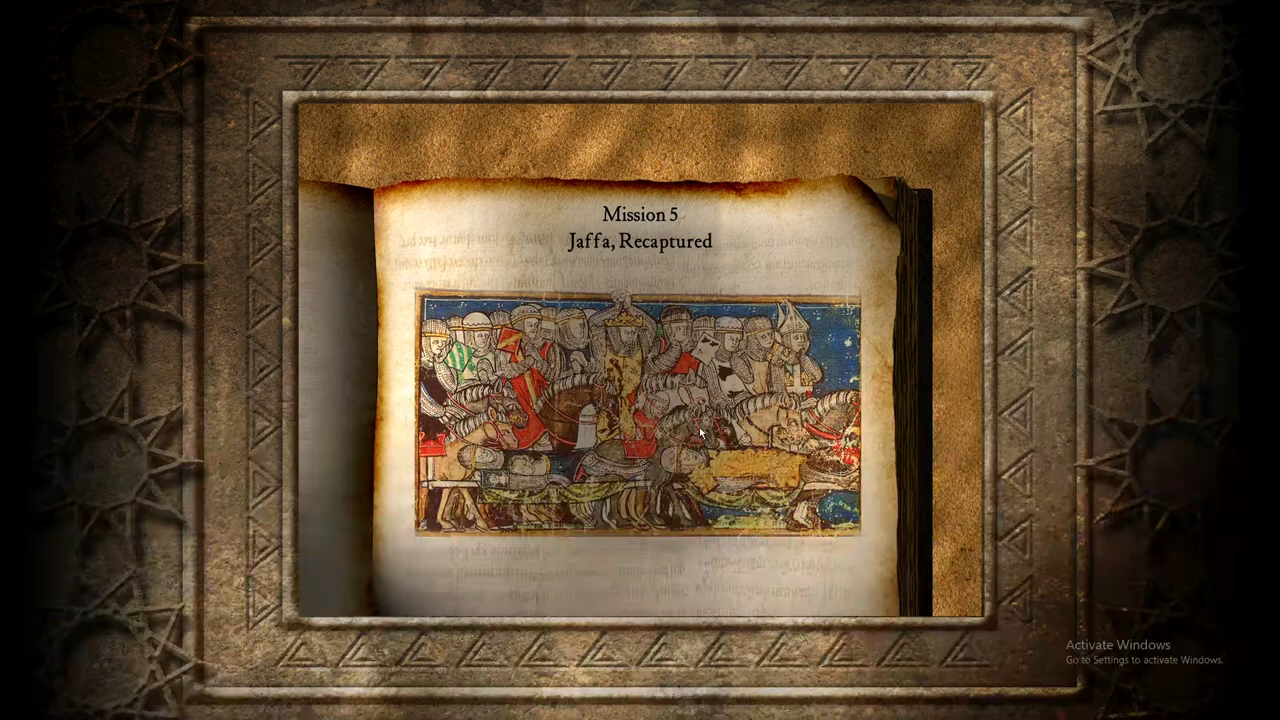 Mission 5
Jaffa, Recaptured
Activate Windows
Go to Settings to activate Windows.